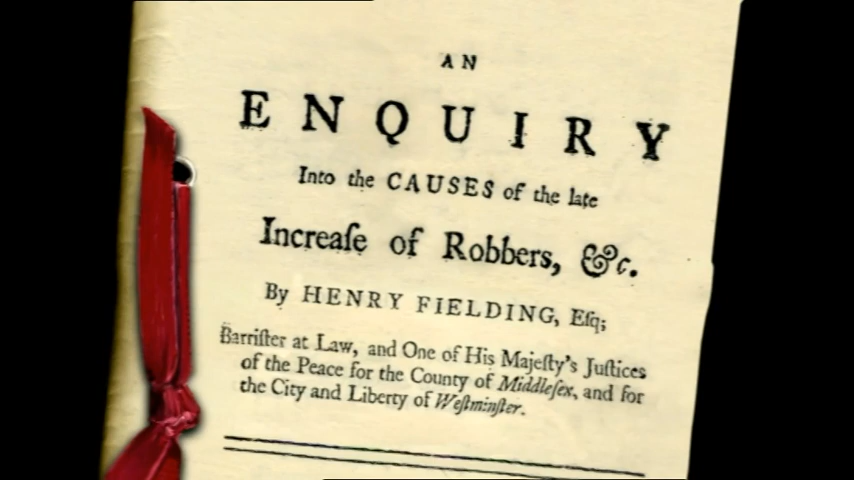 AN
ENQUIRY
Into the CAUSES of the late
Increaſe of Robbers, &c.
By HENRY FIELDING, Eſq;
Barriſter at Law, and One of His Majeſty's Juſtices
of the Peace for the County of Middleſex, and for
the City and Liberty of Weſtminſter.